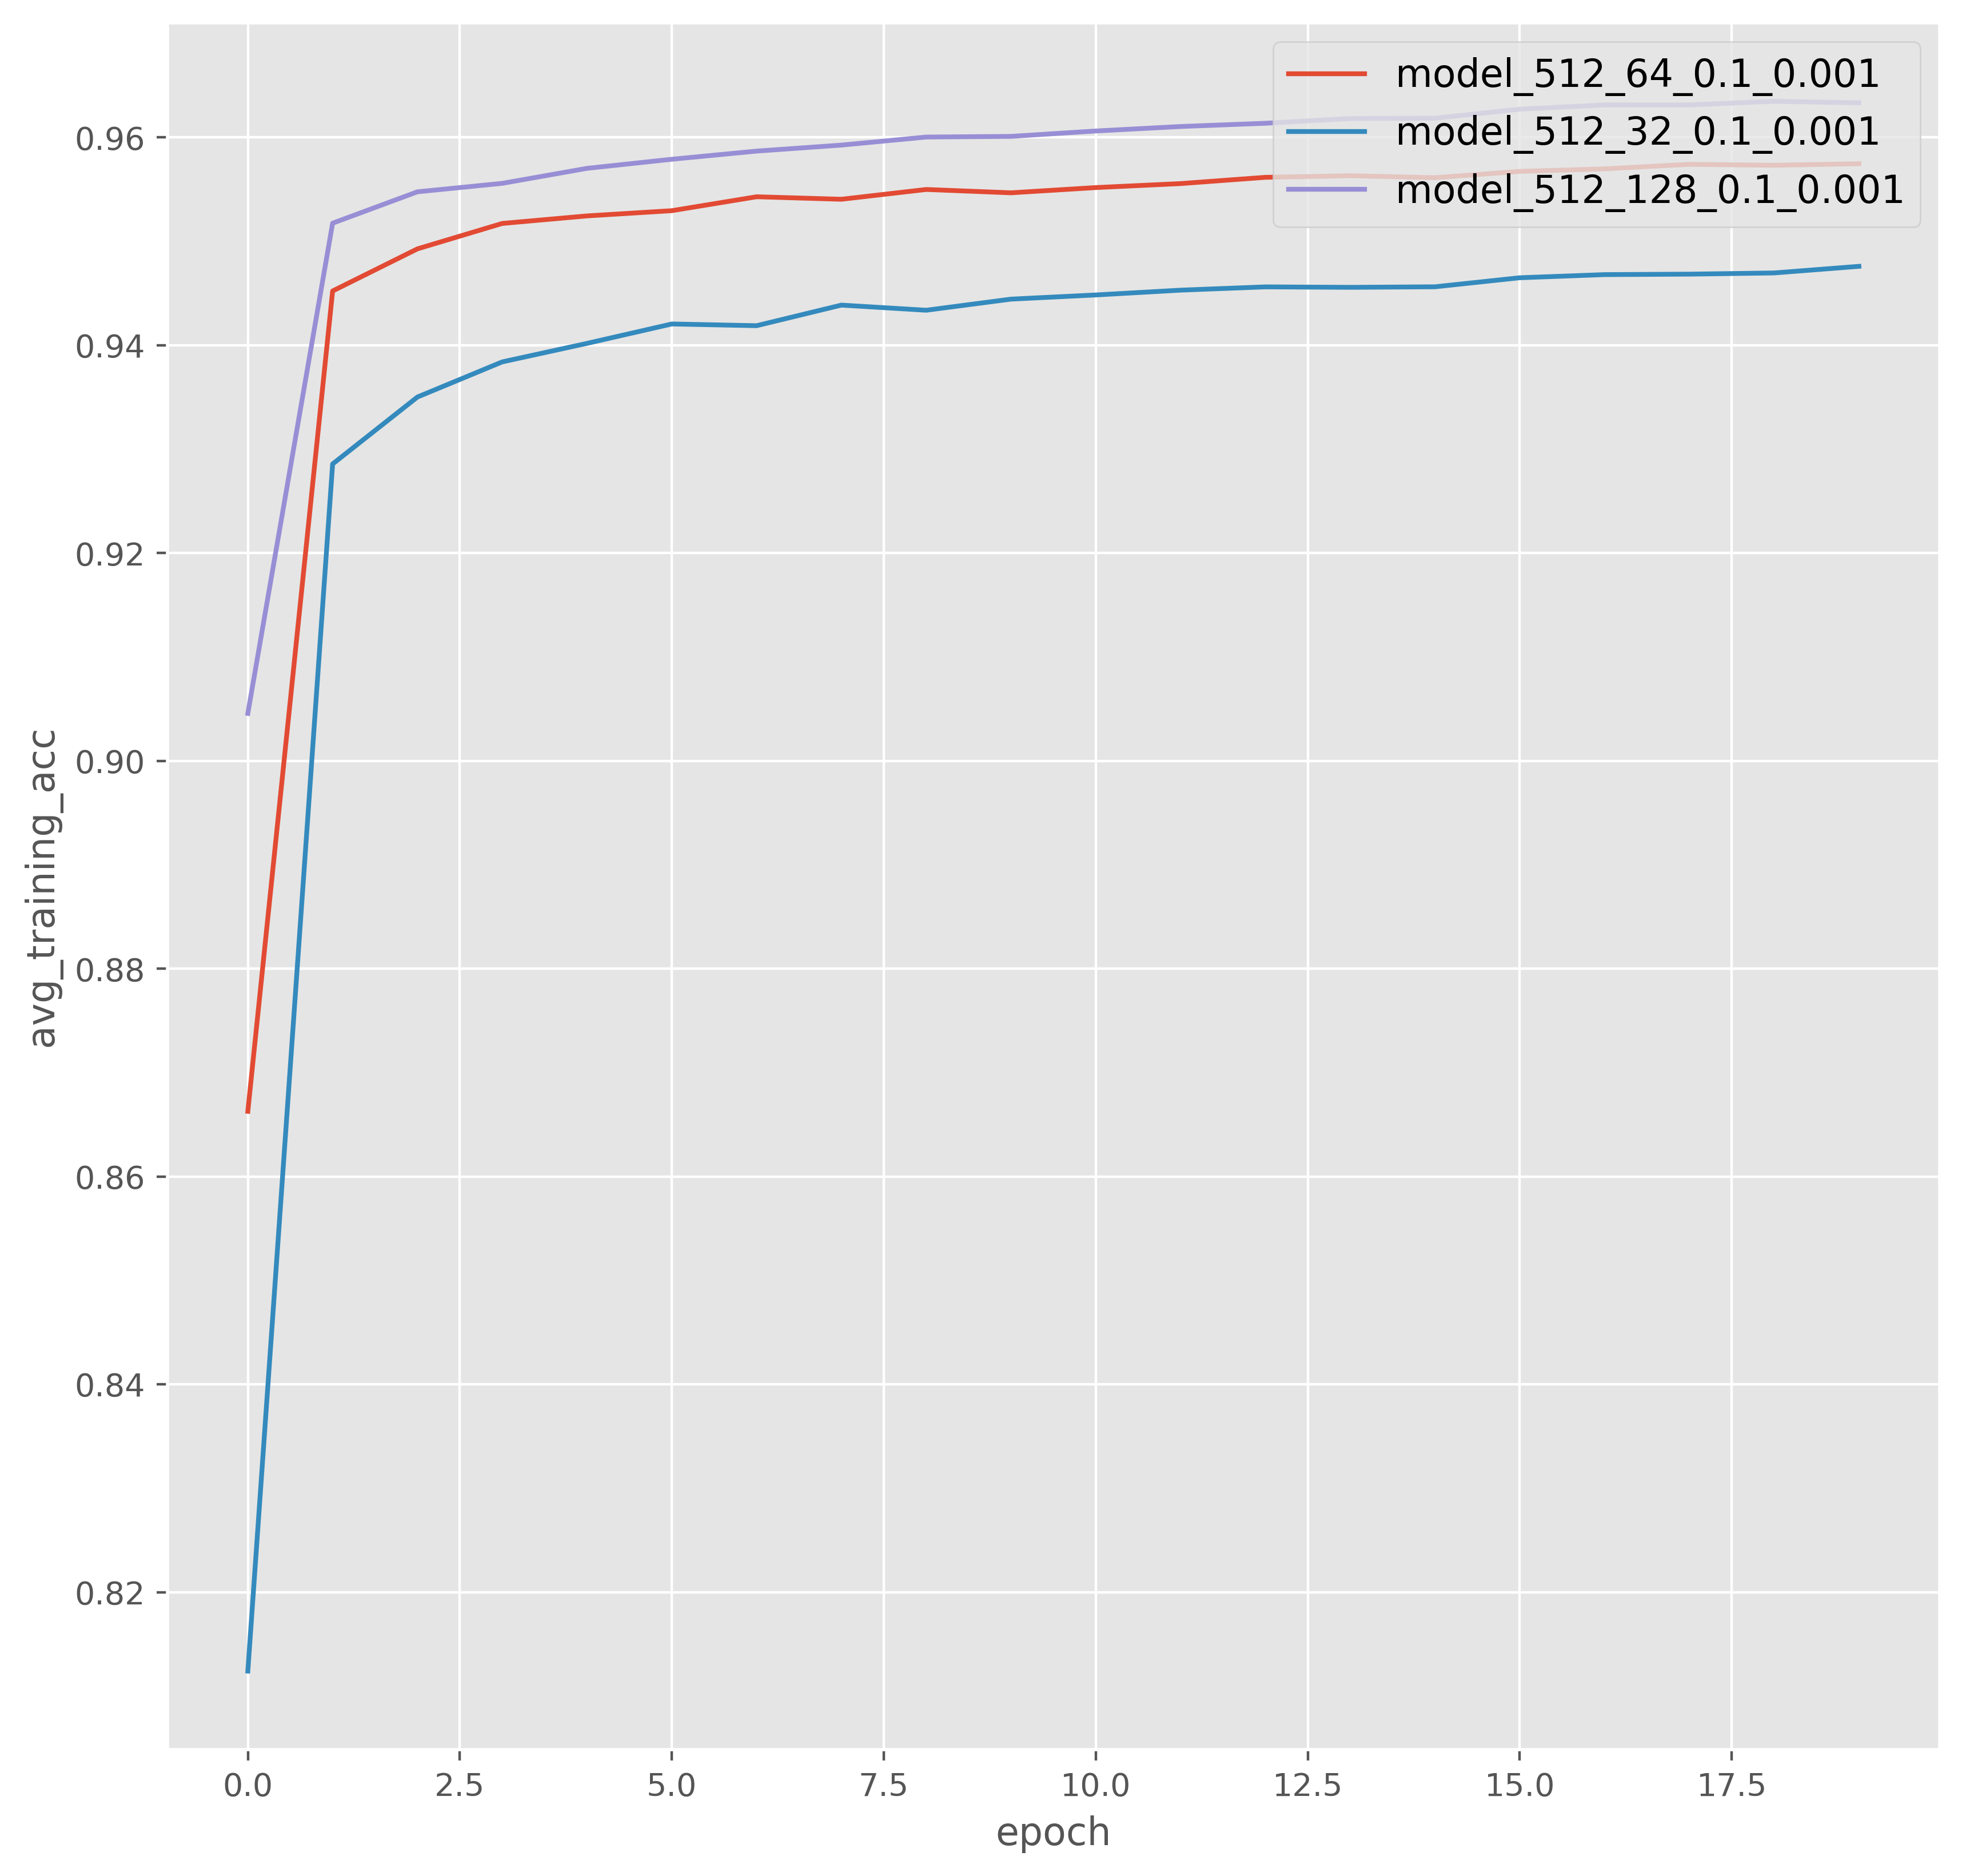 model_512_64_0.1_0.001
model_512_32_0.1_0.001
model_512_128_0.1_0.001
0.96
0.94
0.92
0.90
0.88
0.86
0.84
0.82
avg_training_acc
0.0 2.5 5.0 7.5 10.0 12.5 15.0 17.5
epoch